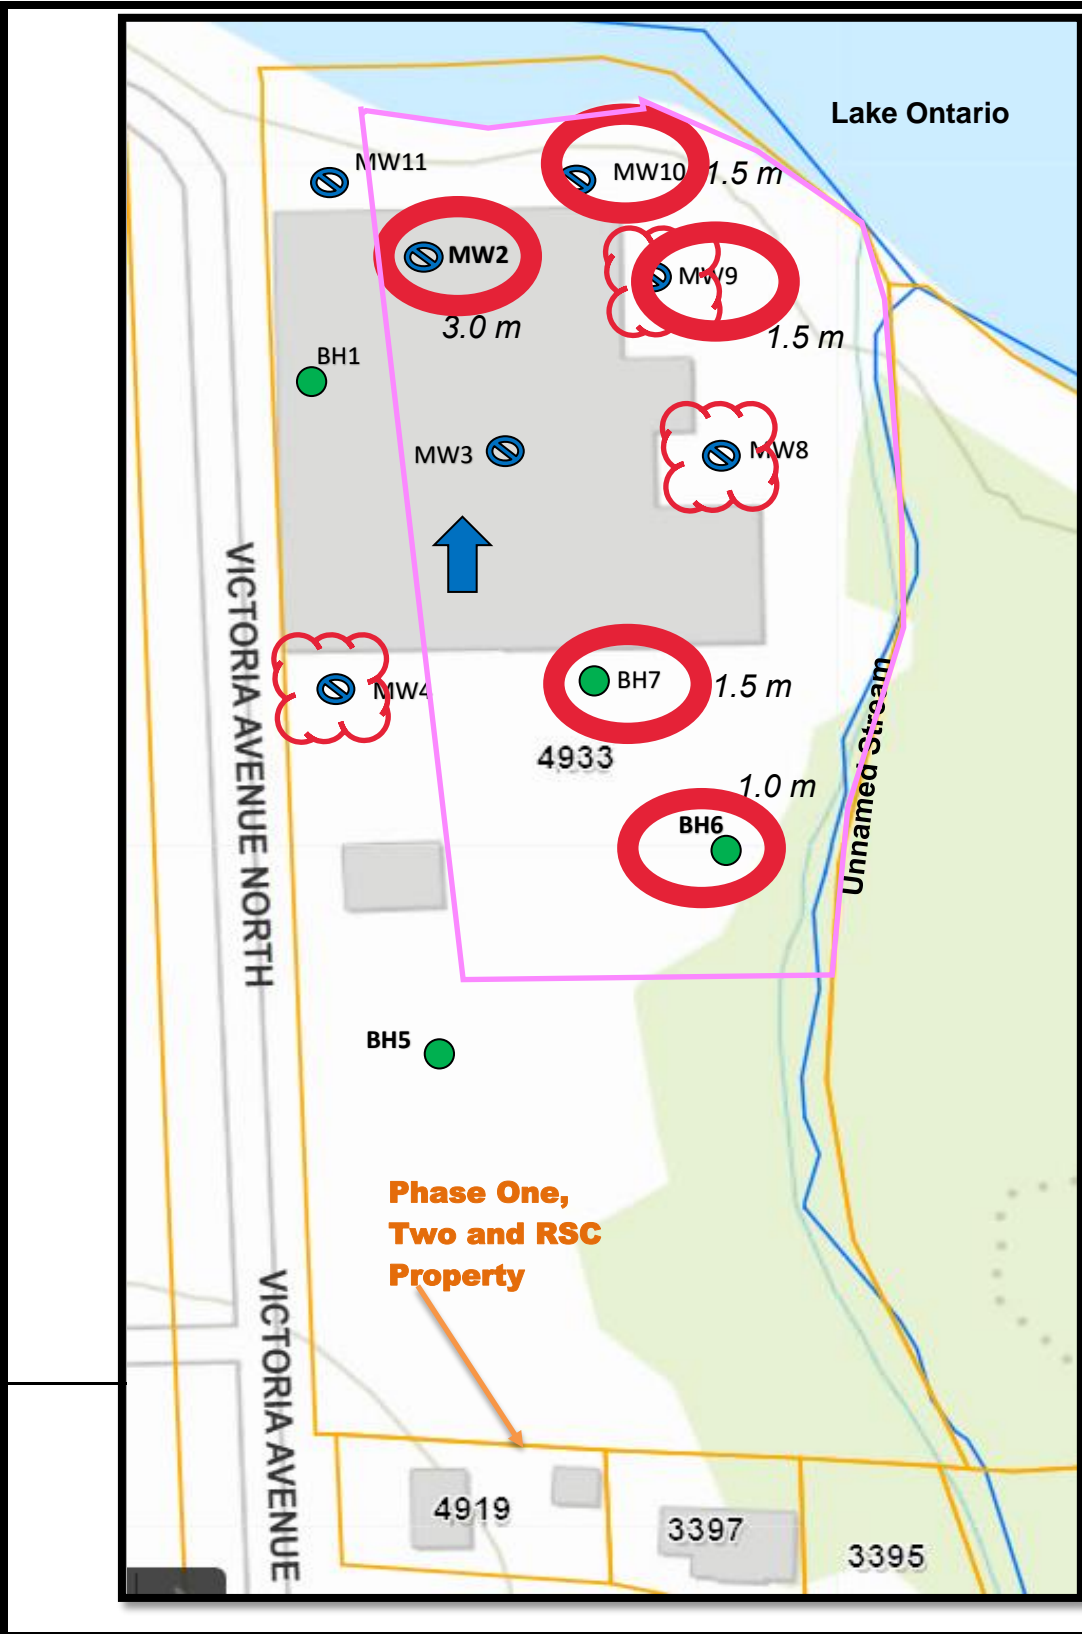 Lake Ontario
MW11
MW10
1.5 m
MW2
MW9
3.0 m
1.5 m
BH1
MW3
MW8
VICTORIA AVENUE NORTH
MW4
BH7
1.5 m
Unnamed Stream
4933
1.0 m
BH6
BH5
Phase One,
Two and RSC
Property
VICTORIA AVENUE
4919
3397
3395